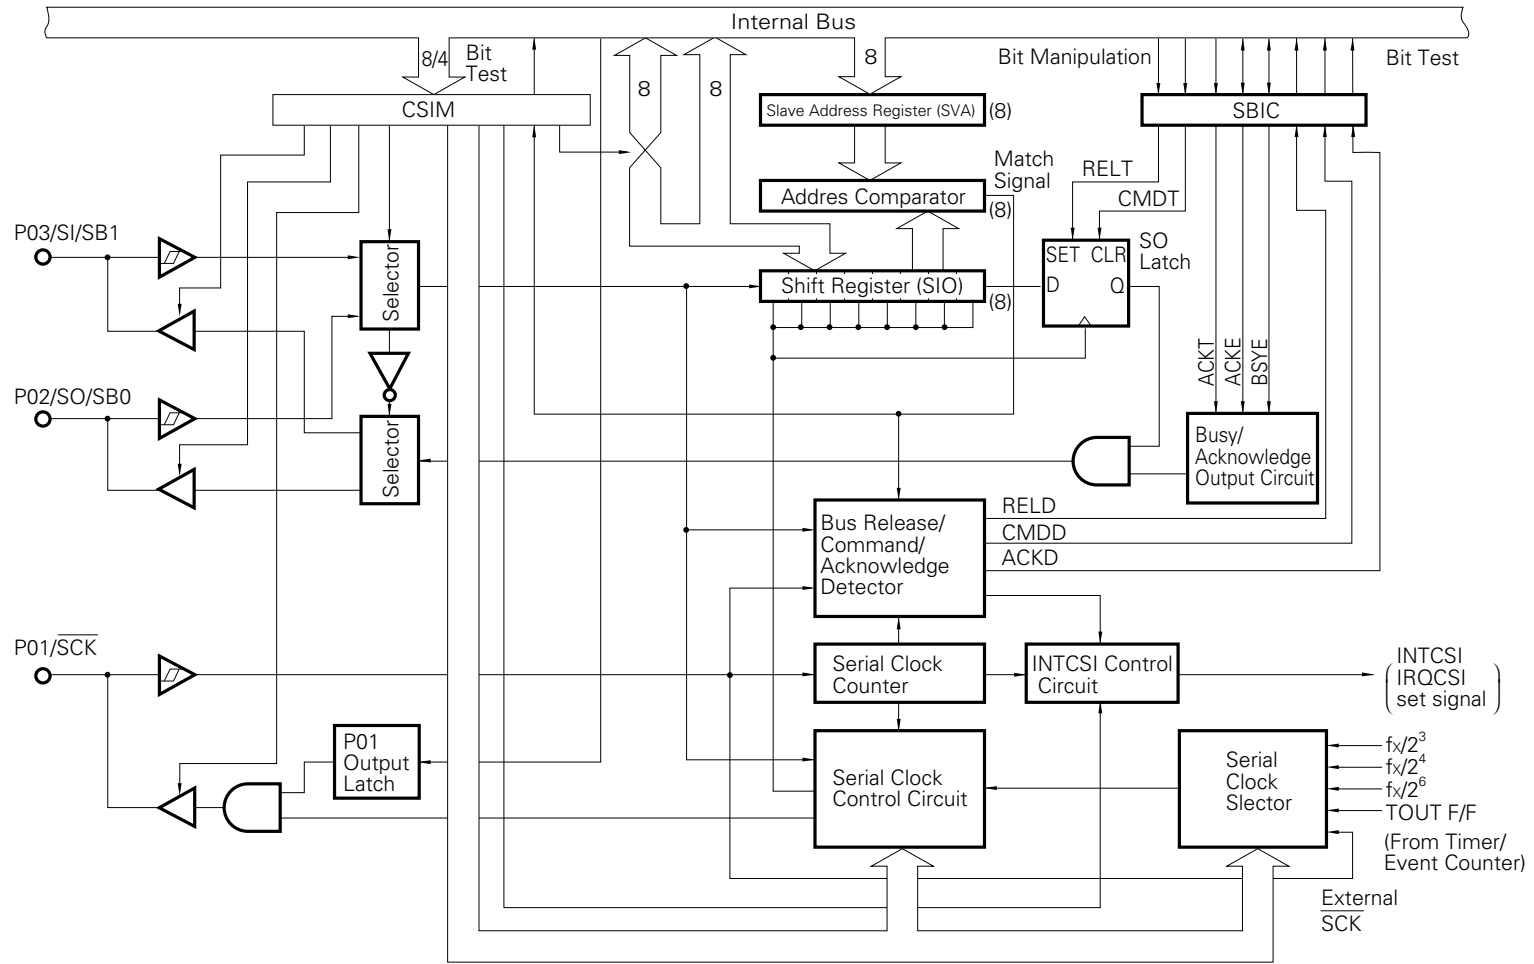 Internal Bus
8/4
Bit
Test
8
8
8
Bit Manipulation
Bit Test
CSIM
Slave Address Register (SVA)
(8)
SBIC
Match
Signal
RELT
Addres Comparator
(8)
CMDT
P03/SI/SB1
Selector
SET CLR
SO
Latch
Shift Register (SIO)
(8)
D Q
ACKT
ACKE
BSYE
P02/SO/SB0
Selector
Busy/
Acknowledge
Output Circuit
Bus Release/
Command/
Acknowledge
Detector
RELD
CMDD
ACKD
P01/SCK
Serial Clock
Counter
INTCSI Control
Circuit
INTCSI
IRQCSI
set signal
P01
Output
Latch
Serial Clock
Control Circuit
Serial
Clock
Slector
fX/2³
fX/2⁴
fX/2⁶
TOUT F/F
(From Timer/
Event Counter)
External
SCK